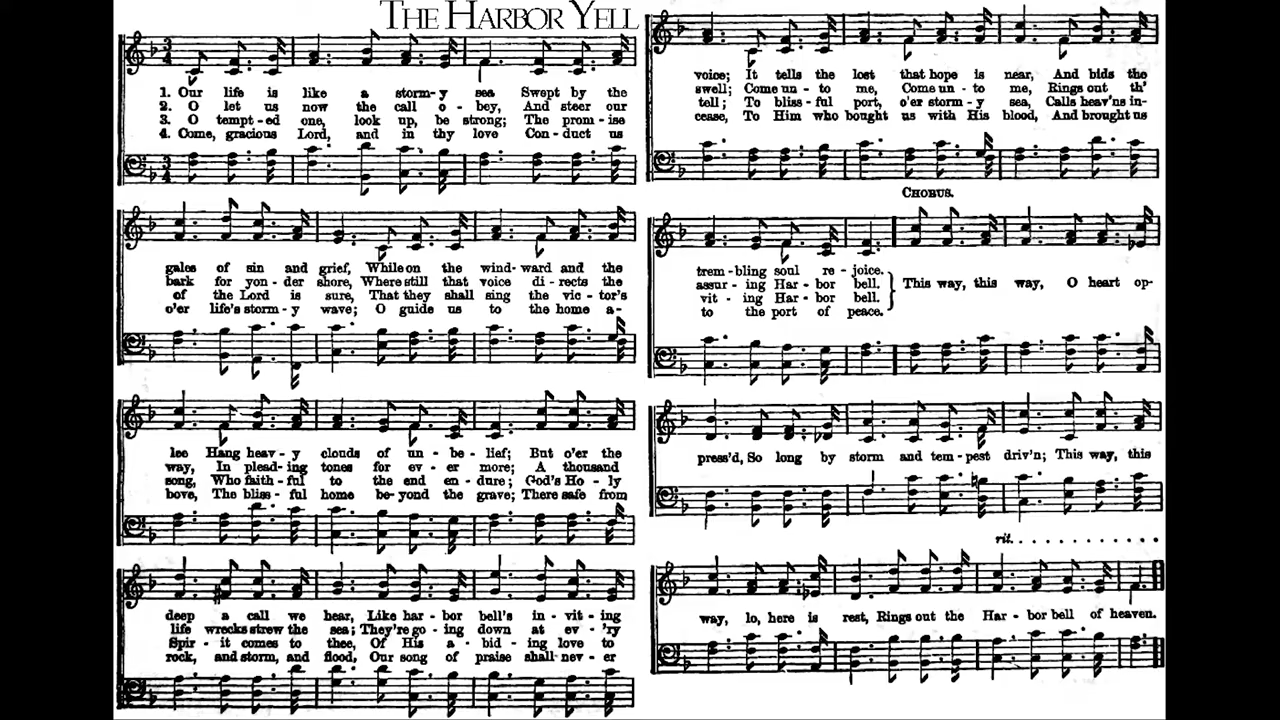 THE HARBOR YELL
1. Our life is like a storm-y sea Swept by the
2. O let us now the call o-bey, And steer our
3. O tempt-ed one, look up, be strong; The prom-ise
4. Come, gracious Lord, and in thy love Con-duct us
gales of sin and grief, While on the wind-ward and the
bark for yon-der shore, Where still that voice di-rects the
of the Lord is sure, That they shall sing the vic-tor's
o'er life's storm-y wave; O guide us to the home a-
lee Hang heav-y clouds of un-be-lief; But o'er the
way, In plead-ing tones for ev-er more; A thousand
song, Who faith-ful to the end en-dure; God's Ho-ly
bove, The bliss-ful home be-yond the grave; There safe from
deep a call we hear, Like har-bor bell's in-vit-ing
life wrecks strew the sea; They're go-ing down at ev-'ry
Spir-it comes to thee, Of His a-bid-ing love to
rock, and storm, and flood, Our song of praise shall nev-er
voice; It tells the lost that hope is near, And bids the
swell; Come un-to me, Come un-to me, Rings out th'
tell; To bliss-ful port, o'er storm-y sea, Calls heav'ns in-
cease, To Him who bought us with His blood, And brought us
CHORUS.
trem-bling soul re-joice.
assur-ing Har-bor bell.
vit-ing Har-bor bell.
to the port of peace.
This way, this way, O heart op-
press'd, So long by storm and tem-pest driv'n; This way, this
rit. . . . . . . . . . . .
way, lo, here is rest, Rings out the Har-bor bell of heaven.